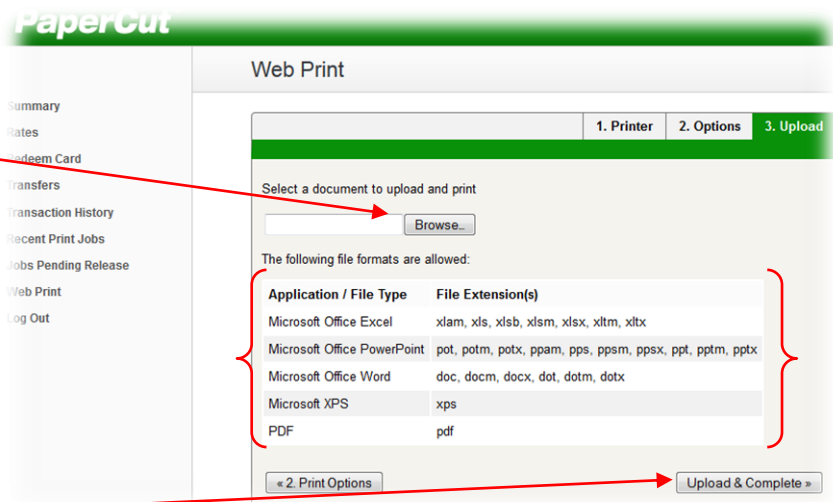 PaperCut
Web Print
Summary
Rates
Redeem Card
Transfers
Transaction History
Recent Print Jobs
Jobs Pending Release
Web Print
Log Out
1. Printer 2. Options 3. Upload
Select a document to upload and print
Browse...
The following file formats are allowed:
Application / File Type File Extension(s)
Microsoft Office Excel xlam, xls, xlsb, xlsm, xlsx, xltm, xltx
Microsoft Office PowerPoint pot, potm, potx, ppam, pps, ppsm, ppsx, ppt, pptm, pptx
Microsoft Office Word doc, docm, docx, dot, dotm, dotx
Microsoft XPS xps
PDF pdf
« 2. Print Options Upload & Complete »